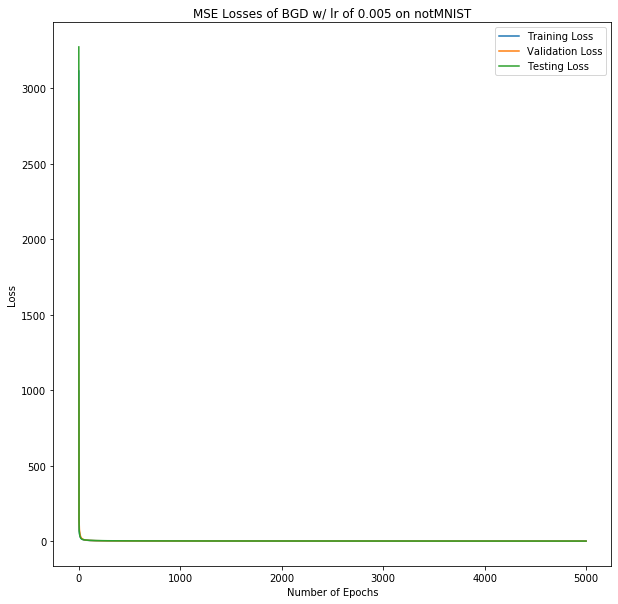 MSE Losses of BGD w/ lr of 0.005 on notMNIST
Training Loss
Validation Loss
Testing Loss
3000
2500
2000
1500
1000
500
0
Loss
0 1000 2000 3000 4000 5000
Number of Epochs